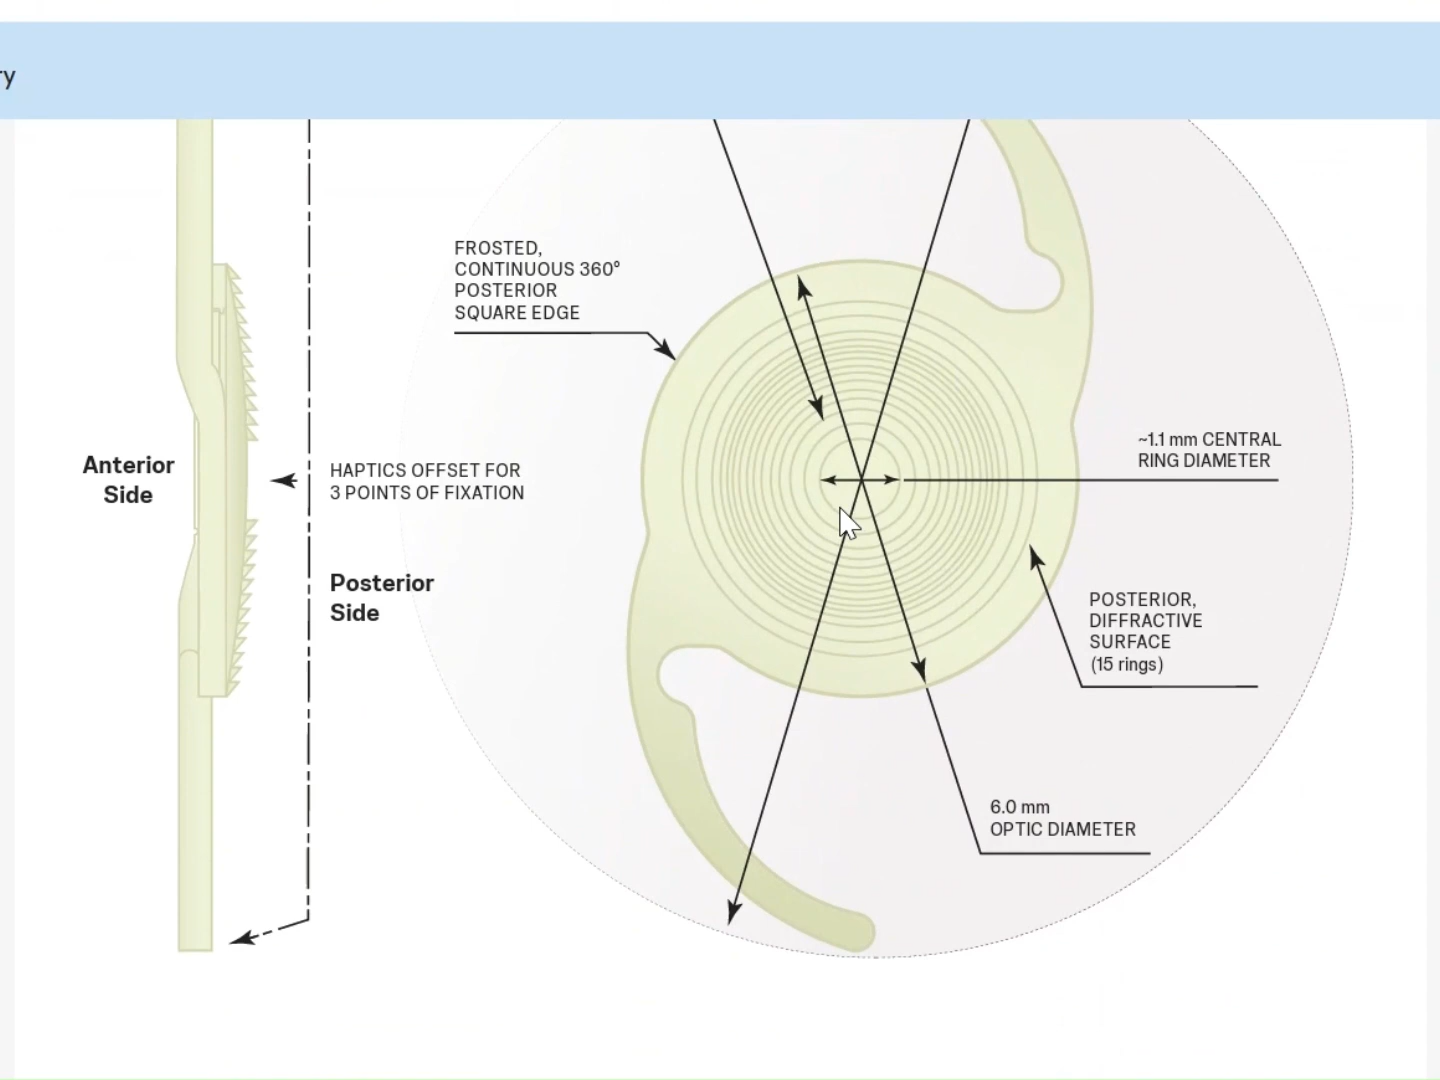 ry
FROSTED,
CONTINUOUS 360°
POSTERIOR
SQUARE EDGE
~1.1 mm CENTRAL
RING DIAMETER
Anterior
Side
HAPTICS OFFSET FOR
3 POINTS OF FIXATION
Posterior
Side
POSTERIOR,
DIFFRACTIVE
SURFACE
(15 rings)
6.0 mm
OPTIC DIAMETER